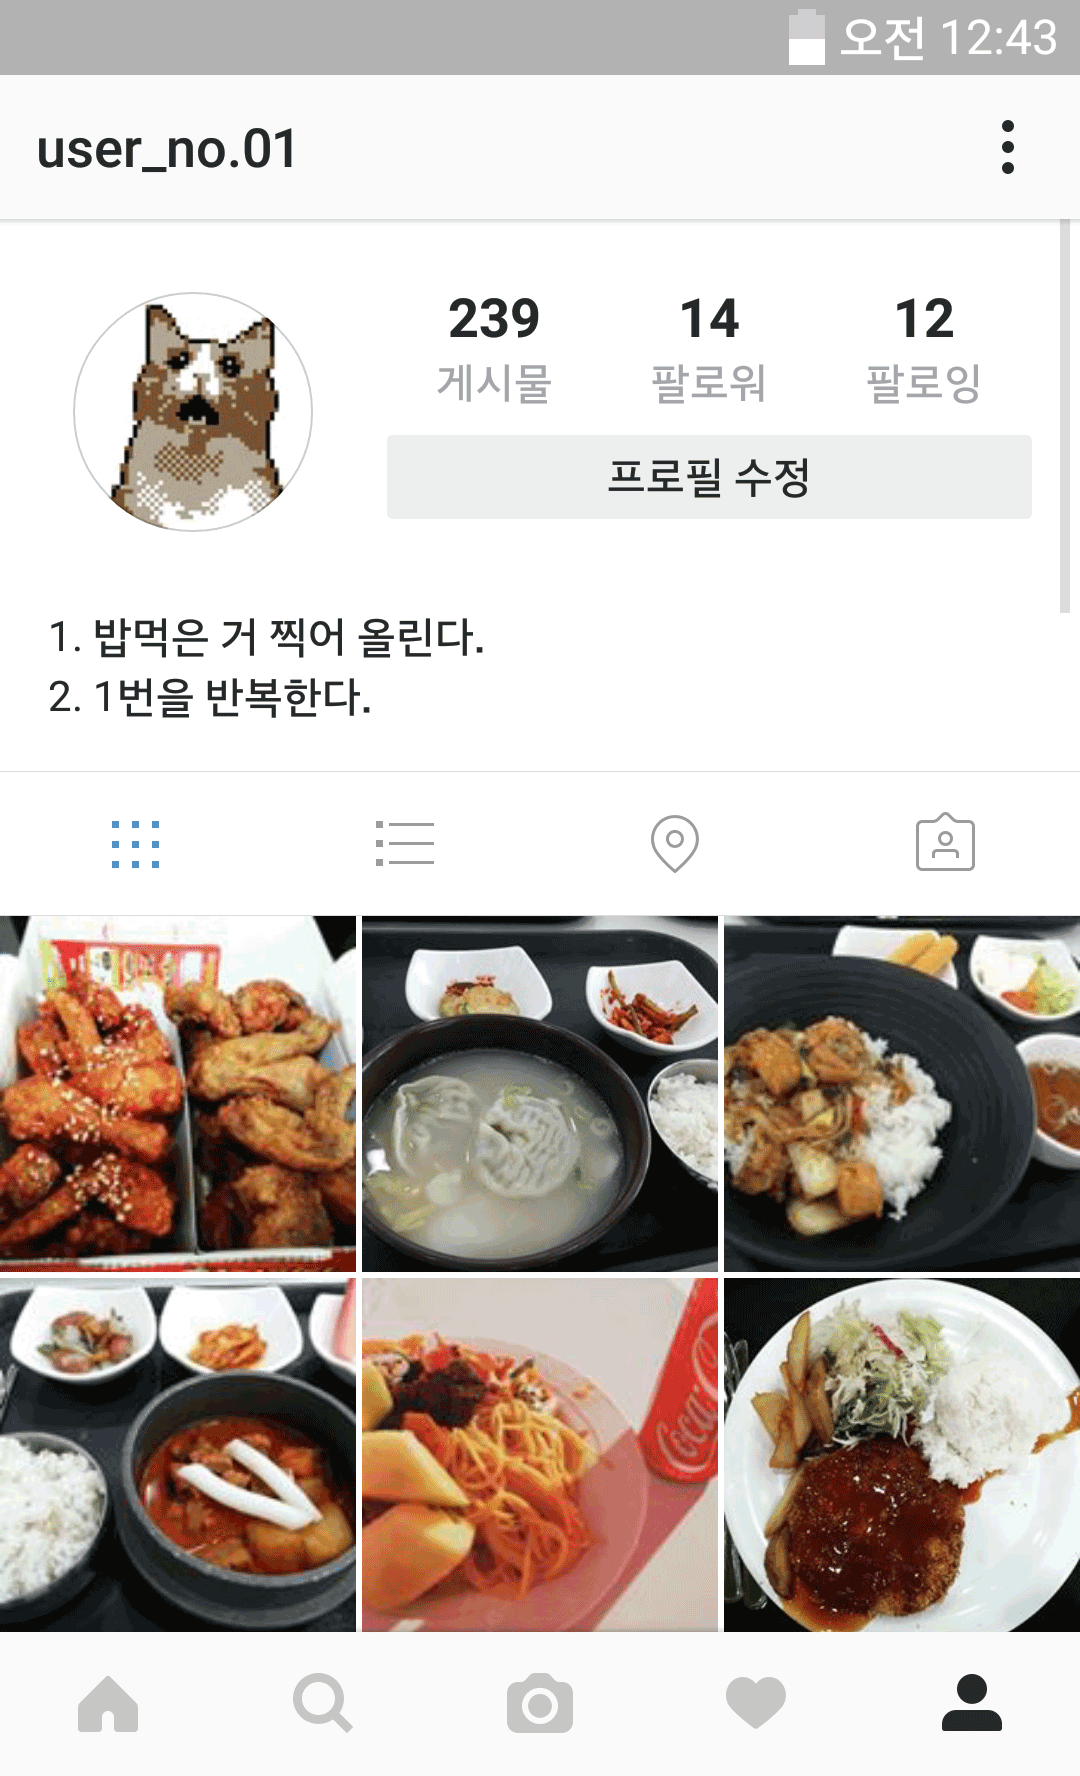 오전 12:43
user_no.01
239 14 12
게시물 팔로워 팔로잉
프로필 수정
1. 밥먹은 거 찍어 올린다.
2. 1번을 반복한다.
Coca